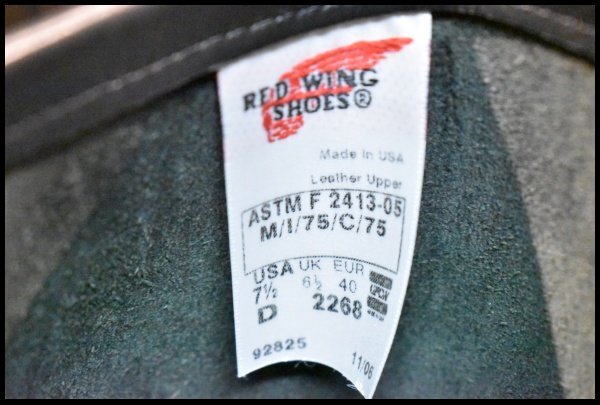 RED WING
SHOES®
Made in USA
Leather Upper
ASTM F 2413-05
M/I/75/C/75
USA UK EUR
7½ 6½ 40
D 2268
92825 11/06